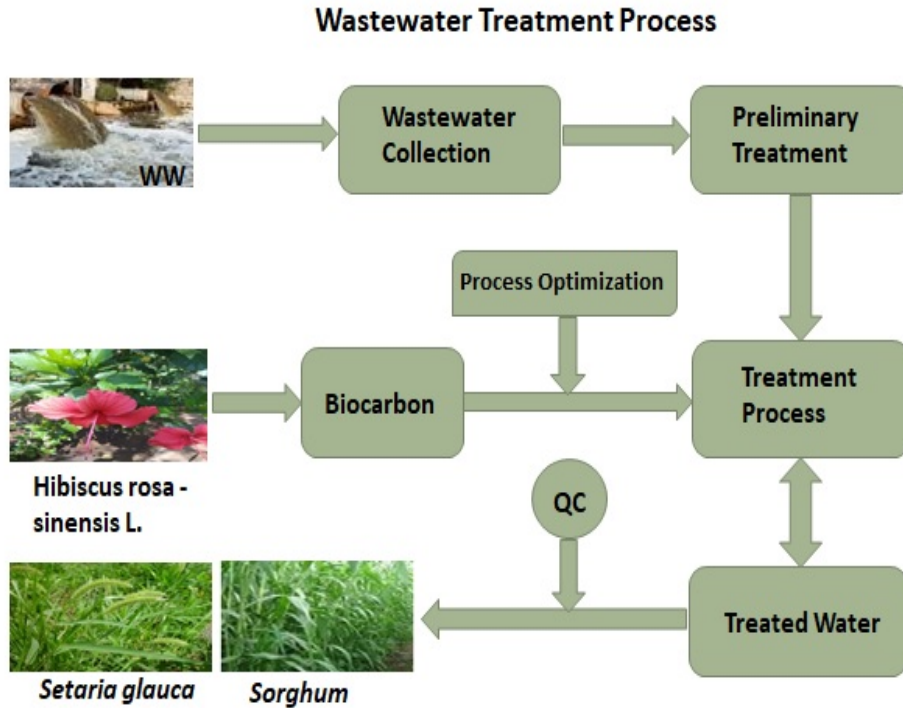 Wastewater Treatment Process
WW
Wastewater
Collection
Preliminary
Treatment
Process Optimization
Biocarbon
Treatment
Process
Hibiscus rosa -
sinensis L.
QC
Treated Water
Setaria glauca
Sorghum